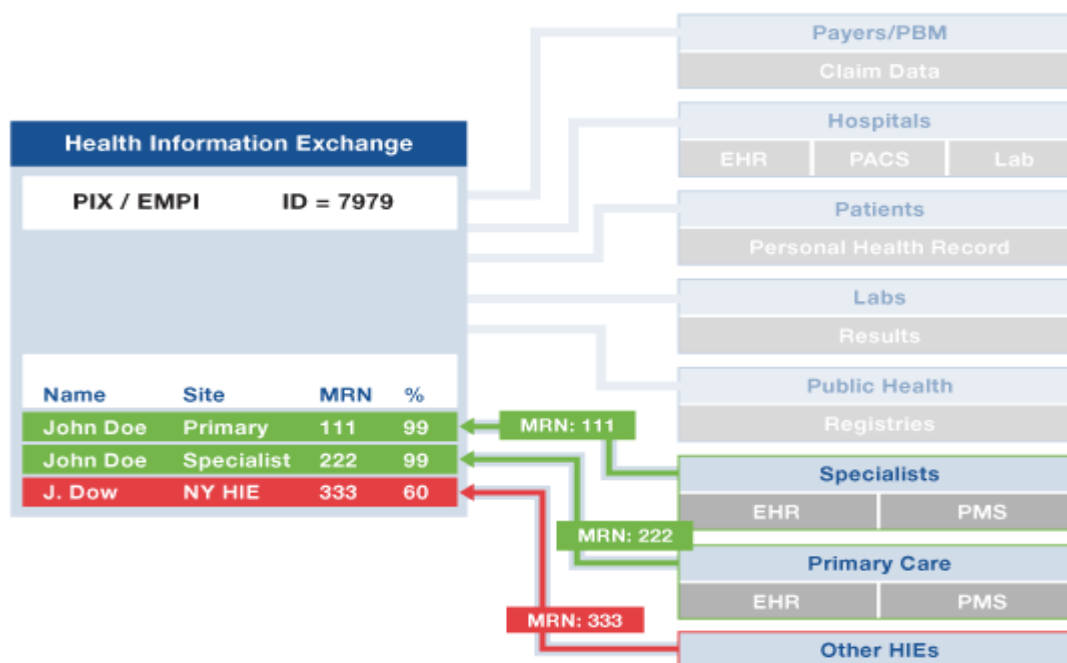 Health Information Exchange
PIX / EMPI ID = 7979
Name Site MRN %
John Doe Primary 111 99
John Doe Specialist 222 99
J. Dow NY HIE 333 60
MRN: 111
MRN: 222
MRN: 333
Payers/PBM
Claim Data
Hospitals
EHR PACS Lab
Patients
Personal Health Record
Labs
Results
Public Health
Registries
Specialists
EHR PMS
Primary Care
EHR PMS
Other HIEs